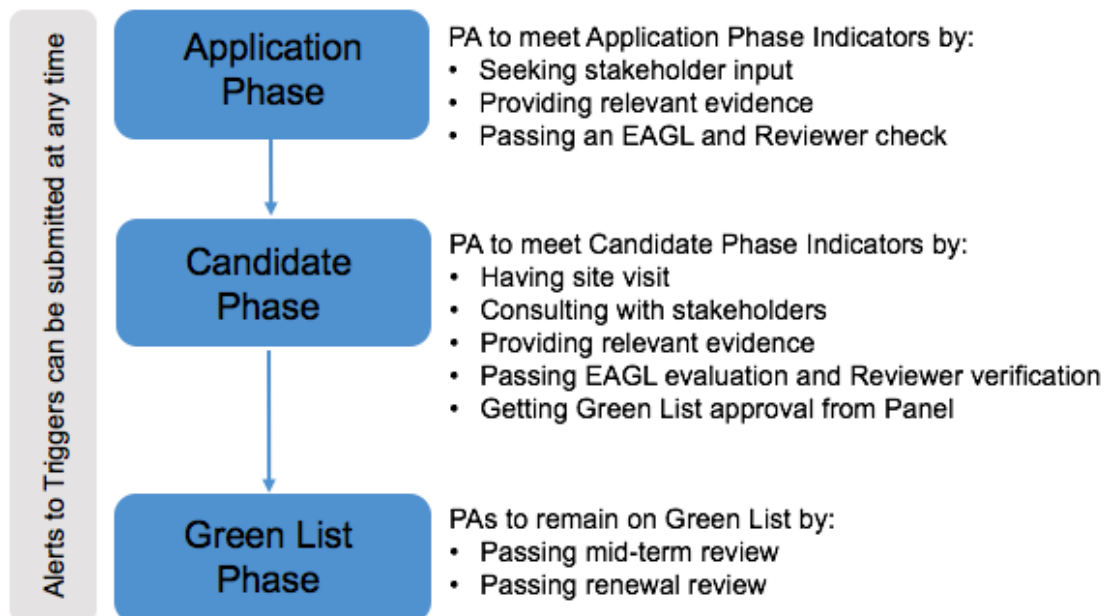 Alerts to Triggers can be submitted at any time
Application
Phase
PA to meet Application Phase Indicators by:
• Seeking stakeholder input
• Providing relevant evidence
• Passing an EAGL and Reviewer check
Candidate
Phase
PA to meet Candidate Phase Indicators by:
• Having site visit
• Consulting with stakeholders
• Providing relevant evidence
• Passing EAGL evaluation and Reviewer verification
• Getting Green List approval from Panel
Green List
Phase
PAs to remain on Green List by:
• Passing mid-term review
• Passing renewal review